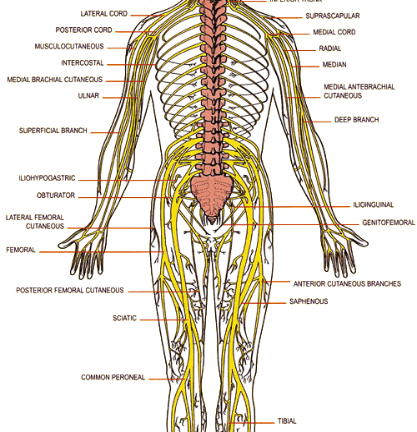 LATERAL CORD
POSTERIOR CORD
MUSCULOCUTANEOUS
INTERCOSTAL
MEDIAL BRACHIAL CUTANEOUS
ULNAR
SUPERFICIAL BRANCH
ILIOHYPOGASTRIC
OBTURATOR
LATERAL FEMORAL
CUTANEOUS
FEMORAL
POSTERIOR FEMORAL CUTANEOUS
SCIATIC
COMMON PERONEAL
SUPRASCAPULAR
MEDIAL CORD
RADIAL
MEDIAN
MEDIAL ANTEBRACHIAL
CUTANEOUS
DEEP BRANCH
ILIOINGUINAL
GENITOFEMORAL
ANTERIOR CUTANEOUS BRANCHES
SAPHENOUS
TIBIAL